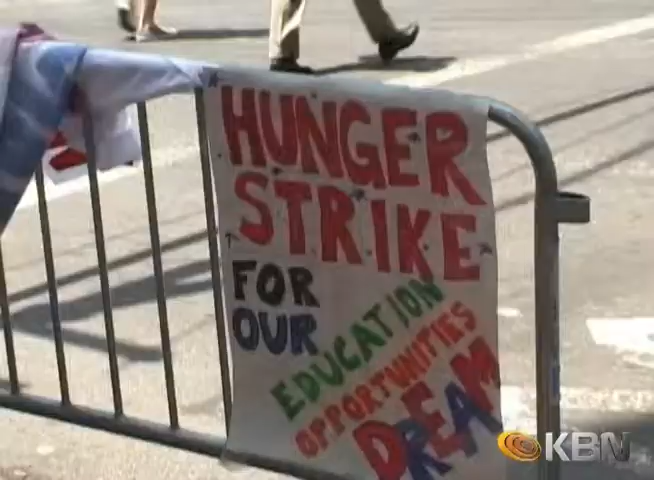 HUNGER
STRIKE
FOR
OUR
EDUCATION
OPPORTUNITIES
DREAM
KBN